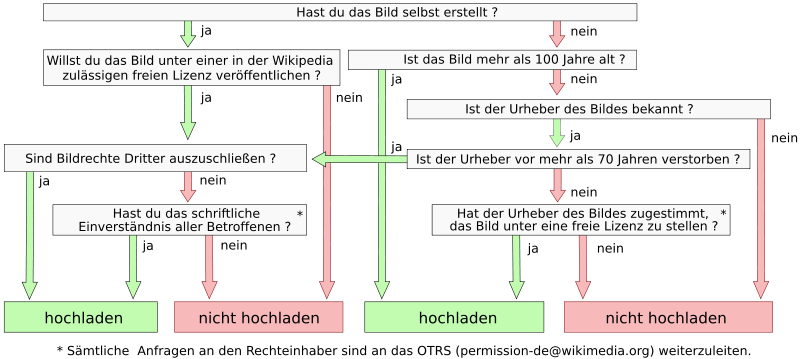 Hast du das Bild selbst erstellt ?
ja
nein
Willst du das Bild unter einer in der Wikipedia
zulässigen freien Lizenz veröffentlichen ?
Ist das Bild mehr als 100 Jahre alt ?
ja
nein
ja
nein
Ist der Urheber des Bildes bekannt ?
ja
nein
Sind Bildrechte Dritter auszuschließen ?
ja
Ist der Urheber vor mehr als 70 Jahren verstorben ?
ja
nein
nein
Hast du das schriftliche *
Einverständnis aller Betroffenen ?
Hat der Urheber des Bildes zugestimmt, *
das Bild unter eine freie Lizenz zu stellen ?
ja
nein
ja
nein
hochladen
nicht hochladen
hochladen
nicht hochladen
* Sämtliche Anfragen an den Rechteinhaber sind an das OTRS (permission-de@wikimedia.org) weiterzuleiten.